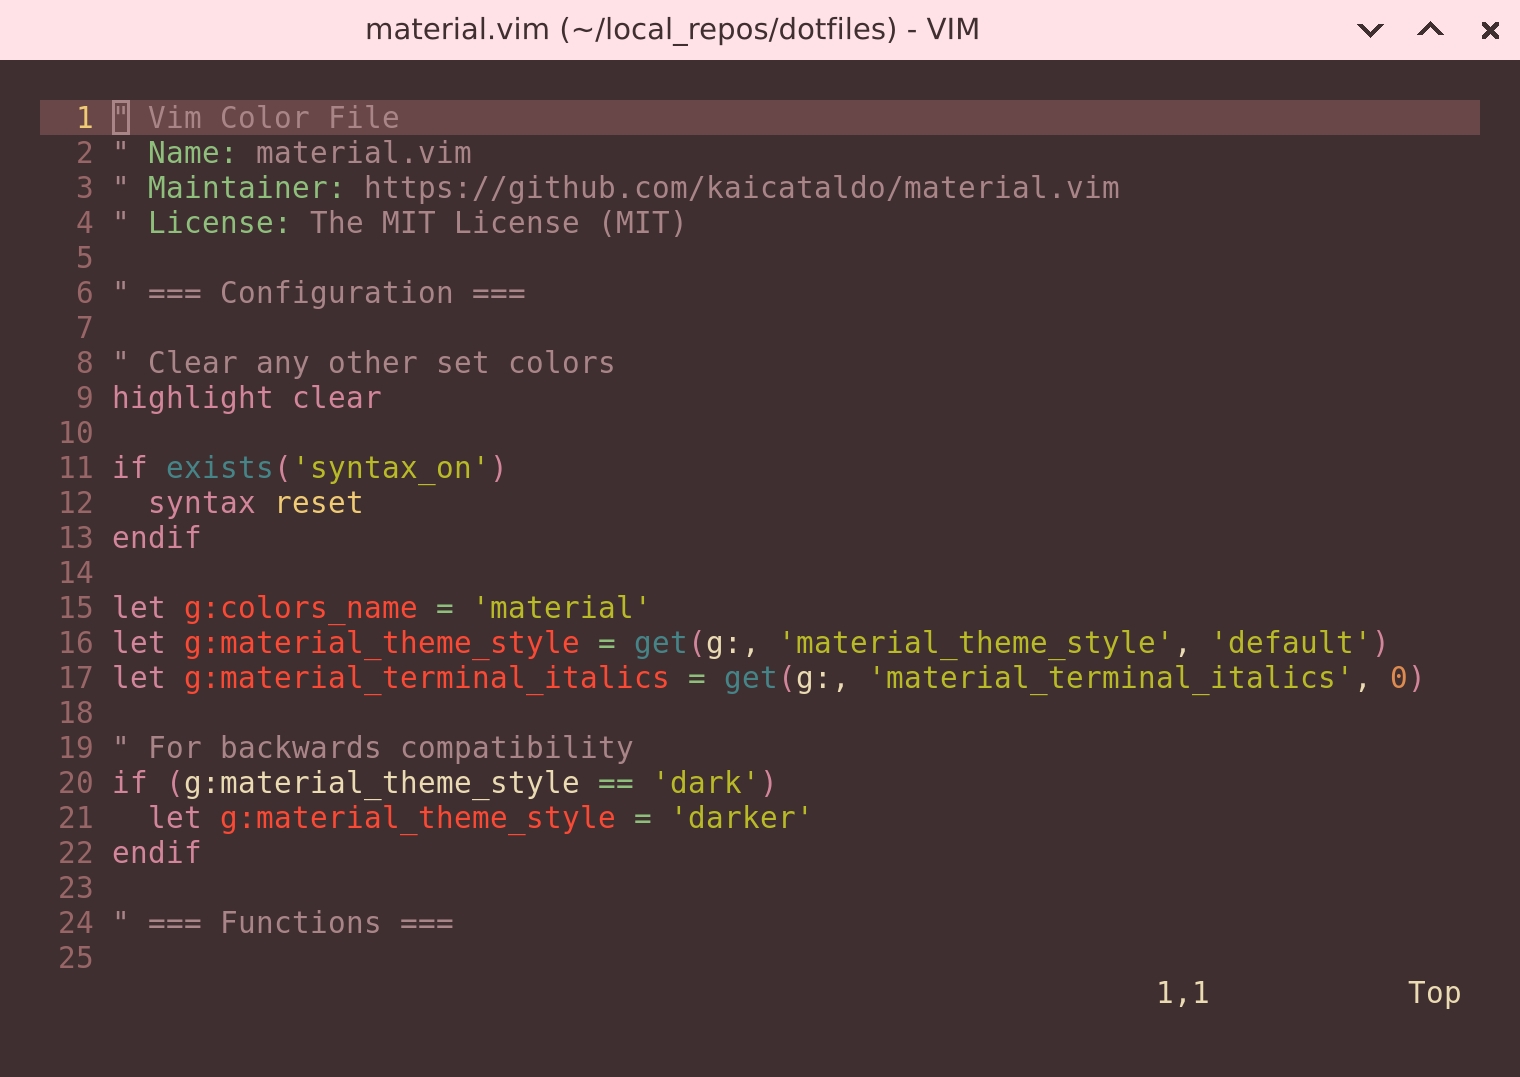 material.vim (~/local_repos/dotfiles) - VIM
1 " Vim Color File
2 " Name: material.vim
3 " Maintainer: https://github.com/kaicataldo/material.vim
4 " License: The MIT License (MIT)
5
6 " === Configuration ===
7
8 " Clear any other set colors
9 highlight clear
10
11 if exists('syntax_on')
12   syntax reset
13 endif
14
15 let g:colors_name = 'material'
16 let g:material_theme_style = get(g:, 'material_theme_style', 'default')
17 let g:material_terminal_italics = get(g:, 'material_terminal_italics', 0)
18
19 " For backwards compatibility
20 if (g:material_theme_style == 'dark')
21   let g:material_theme_style = 'darker'
22 endif
23
24 " === Functions ===
25
1,1 Top